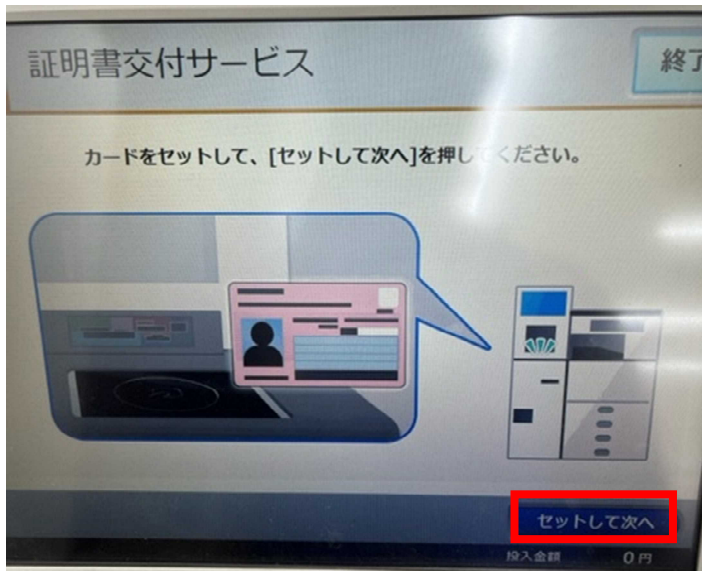 証明書交付サービス
終了
カードをセットして、[セットして次へ]を押してください。
セットして次へ
投入金額 0円